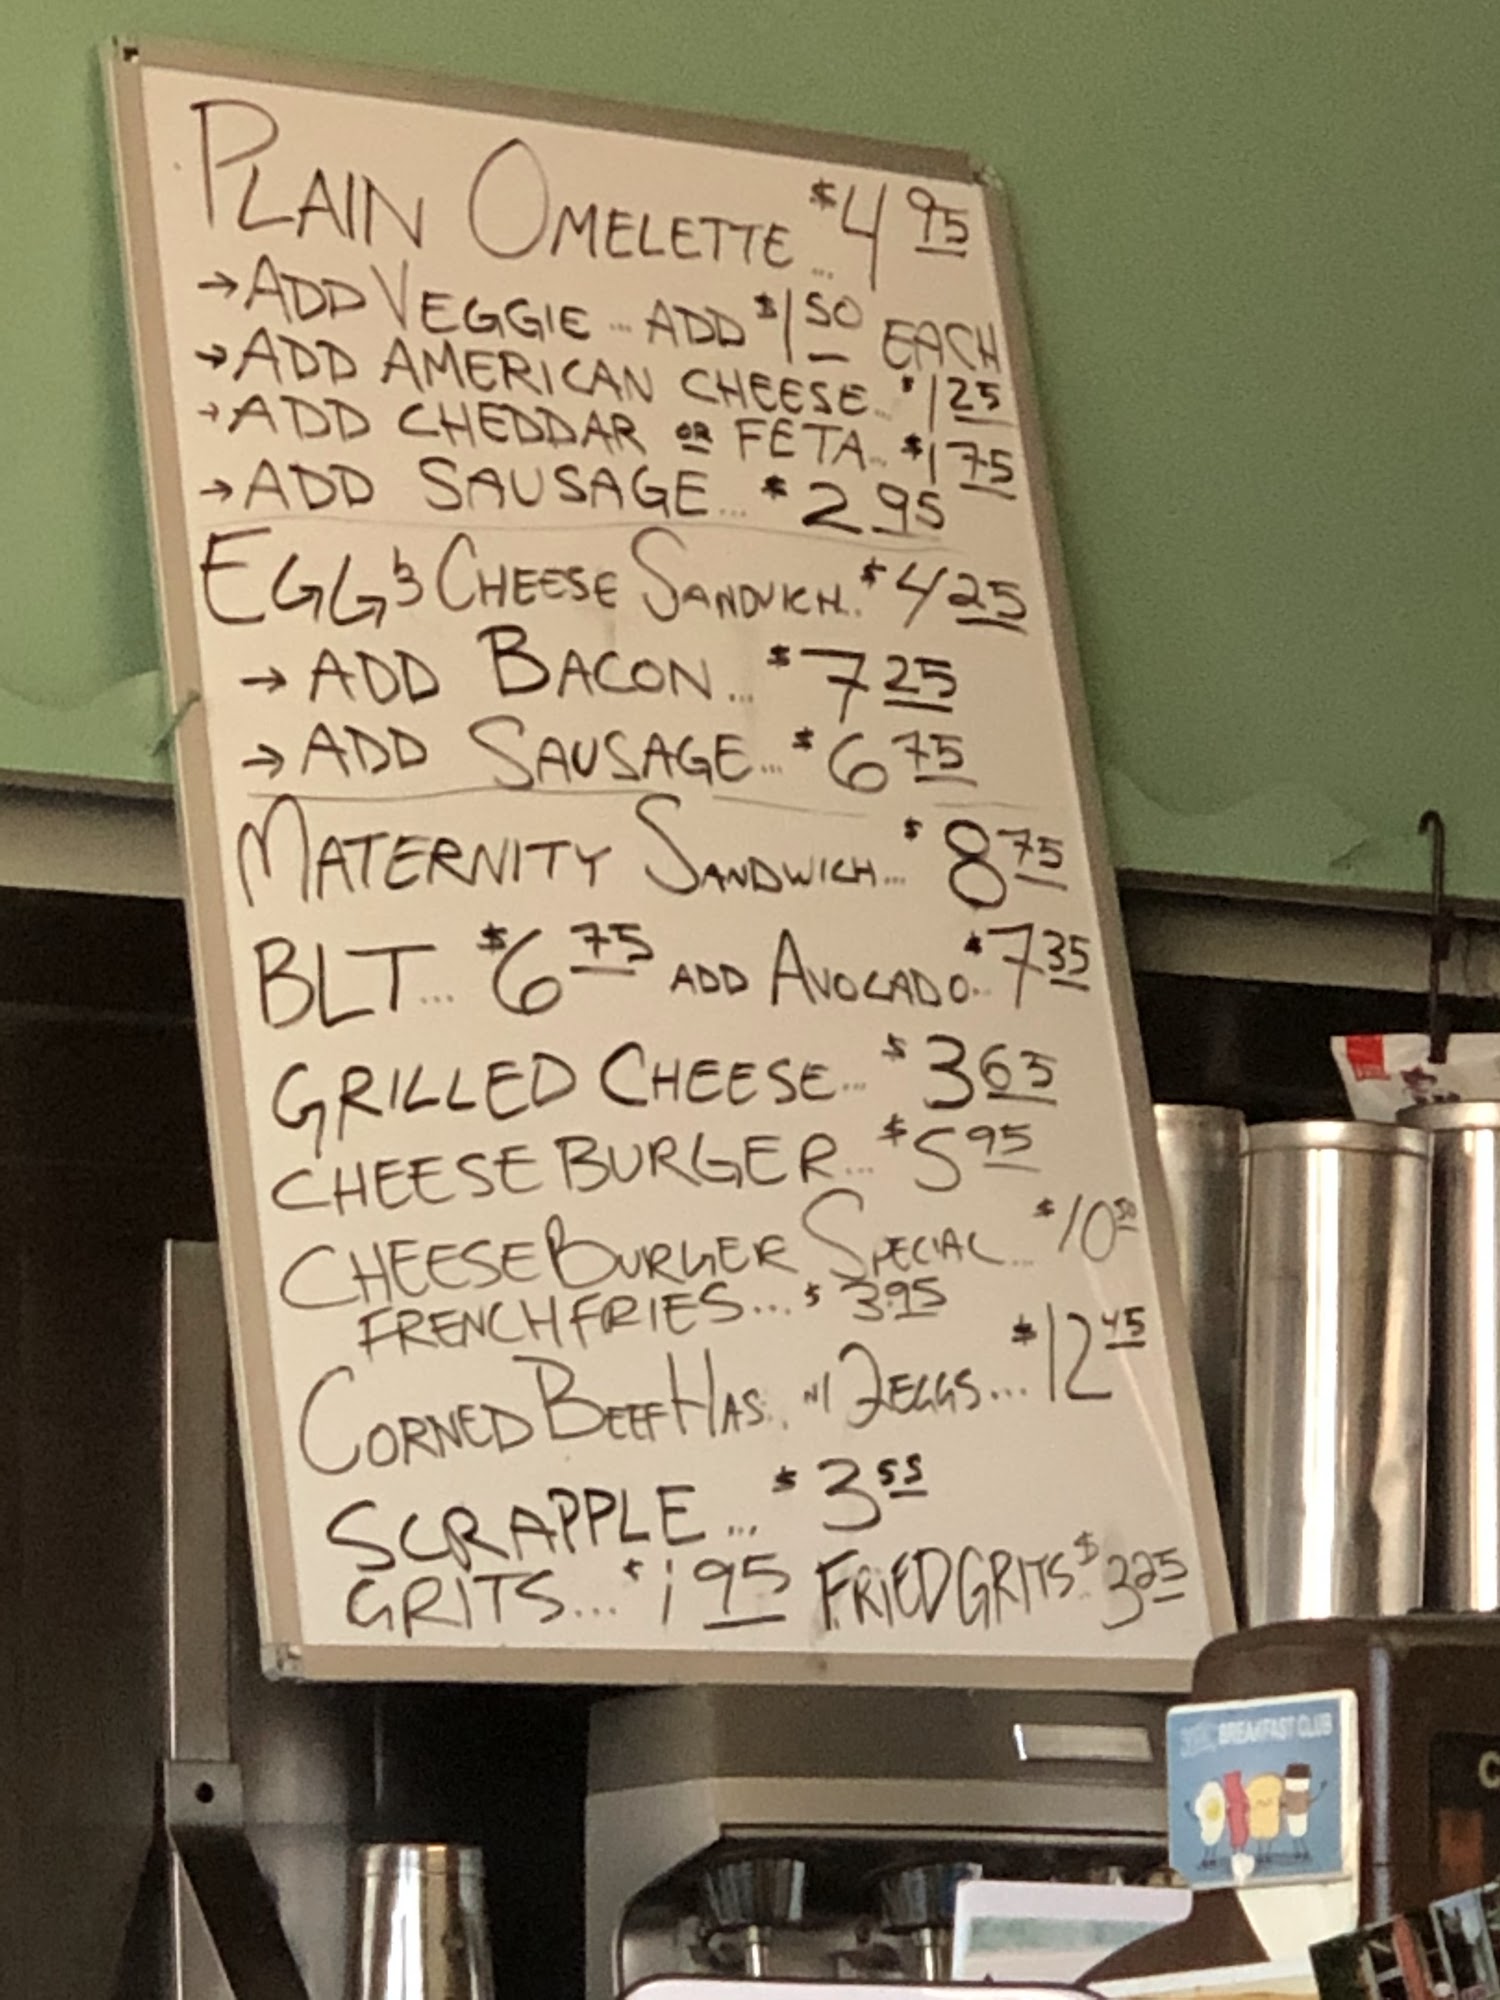 PLAIN OMELETTE... $4 95
→ ADD VEGGIE... ADD $1 50 EACH
→ ADD AMERICAN CHEESE... $1 25
→ ADD CHEDDAR OR FETA... $1 75
→ ADD SAUSAGE... $2 95
EGG & CHEESE SANDWICH... $4 25
→ ADD BACON... $7 25
→ ADD SAUSAGE... $6 75
MATERNITY SANDWICH... $8 75
BLT... $6 75 ADD AVOCADO... $7 35
GRILLED CHEESE... $3 65
CHEESEBURGER... $5 95
CHEESEBURGER SPECIAL... $10 50
FRENCH FRIES... $3.95
CORNED BEEF HAS.. W/ 2 EGGS... $12 45
SCRAPPLE... $3 55
GRITS... $1 95 FRIED GRITS.. $3 25
BREAKFAST CLUB
C